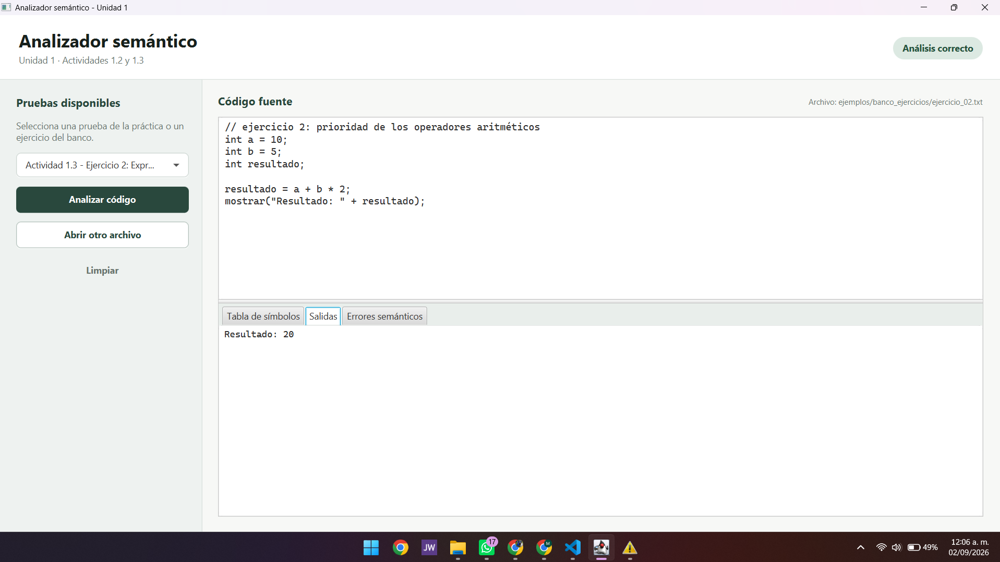 Analizador semántico - Unidad 1
Analizador semántico
Unidad 1 · Actividades 1.2 y 1.3
Análisis correcto
Pruebas disponibles
Selecciona una prueba de la práctica o un
ejercicio del banco.
Actividad 1.3 - Ejercicio 2: Expr...
Analizar código
Abrir otro archivo
Limpiar
Código fuente
Archivo: ejemplos/banco_ejercicios/ejercicio_02.txt
// ejercicio 2: prioridad de los operadores aritméticos
int a = 10;
int b = 5;
int resultado;
resultado = a + b * 2;
mostrar("Resultado: " + resultado);
Tabla de símbolos
Salidas
Errores semánticos
Resultado: 20
JW
17
M
49%
12:06 a. m.
02/09/2026